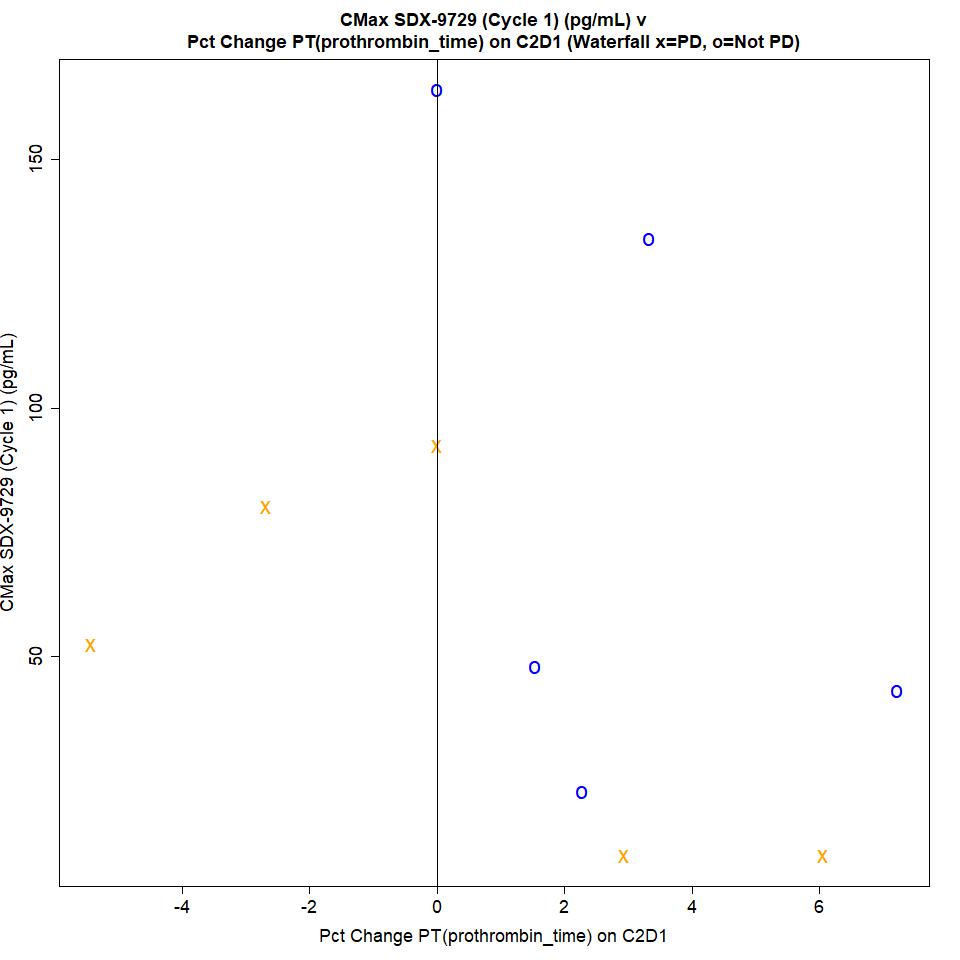 CMax SDX-9729 (Cycle 1) (pg/mL) v
Pct Change PT(prothrombin_time) on C2D1 (Waterfall x=PD, o=Not PD)
CMax SDX-9729 (Cycle 1) (pg/mL)
150
100
50
o
o
x
x
x
o
o
o
x
x
-4
-2
0
2
4
6
Pct Change PT(prothrombin_time) on C2D1